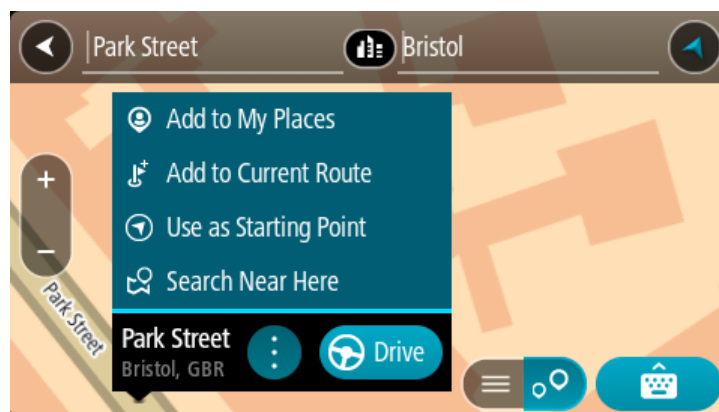 Park Street Bristol
Add to My Places
Add to Current Route
Use as Starting Point
Search Near Here
Park Street
Park Street
Bristol, GBR
Drive